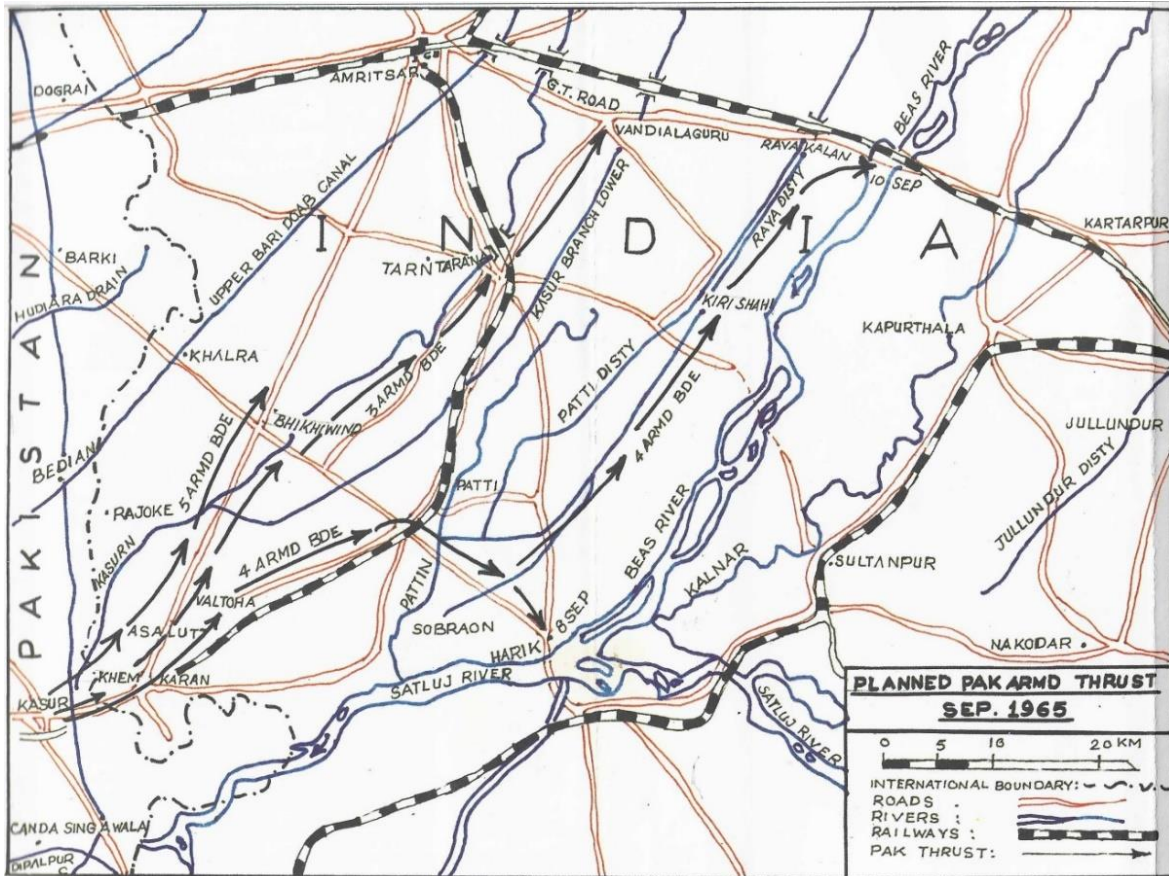 DOGRAI
AMRITSAR
G.T. ROAD
BEAS RIVER
VANDIALAGURU
RAYA KALAN
10 SEP
KARTARPUR
PAKISTAN
INDIA
BARKI
HUDIARA DRAIN
UPPER BARI DOAB CANAL
TARN TARAN
KASUR BRANCH LOWER
RAYA DISTY
KIRI SHAHI
KAPURTHALA
KHALRA
BHIKHIWIND
3 ARMD BDE
PATTI DISTY
4 ARMD BDE
JULLUNDUR
JULLUNDUR DISTY
BEDIAN
5 ARMD BDE
RAJOKE
PATTI
KASURN
4 ARMD BDE
BEAS RIVER
KALNAR
SULTANPUR
VALTOHA
PATTIN
ASALUTT
SOBRAON
8 SEP
HARIK
NAKODAR
KHEM KARAN
KASUR
SATLUJ RIVER
SATLUJ RIVER
CANDA SINGAWALA
DIPALPUR
C
PLANNED PAK ARMD THRUST
SEP. 1965
0 5 10 20 KM
INTERNATIONAL BOUNDARY:
ROADS :
RIVERS :
RAILWAYS :
PAK THRUST: